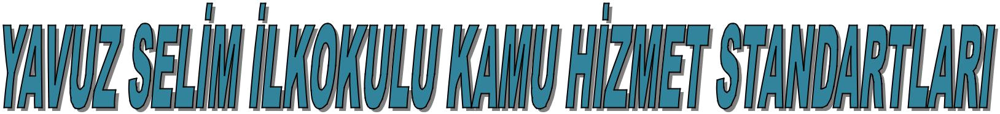 YAVUZ SELİM İLKOKULU KAMU HİZMET STANDARTLARI